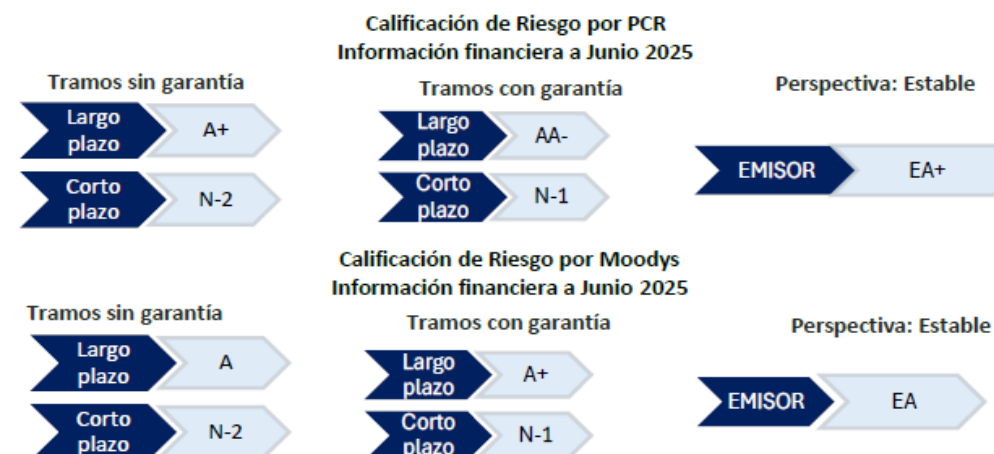 Calificación de Riesgo por PCR
Información financiera a Junio 2025
Tramos sin garantía
Largo
plazo
A+
Corto
plazo
N-2
Tramos con garantía
Largo
plazo
AA-
Corto
plazo
N-1
Perspectiva: Estable
EMISOR
EA+
Calificación de Riesgo por Moodys
Información financiera a Junio 2025
Tramos sin garantía
Largo
plazo
A
Corto
plazo
N-2
Tramos con garantía
Largo
plazo
A+
Corto
plazo
N-1
Perspectiva: Estable
EMISOR
EA